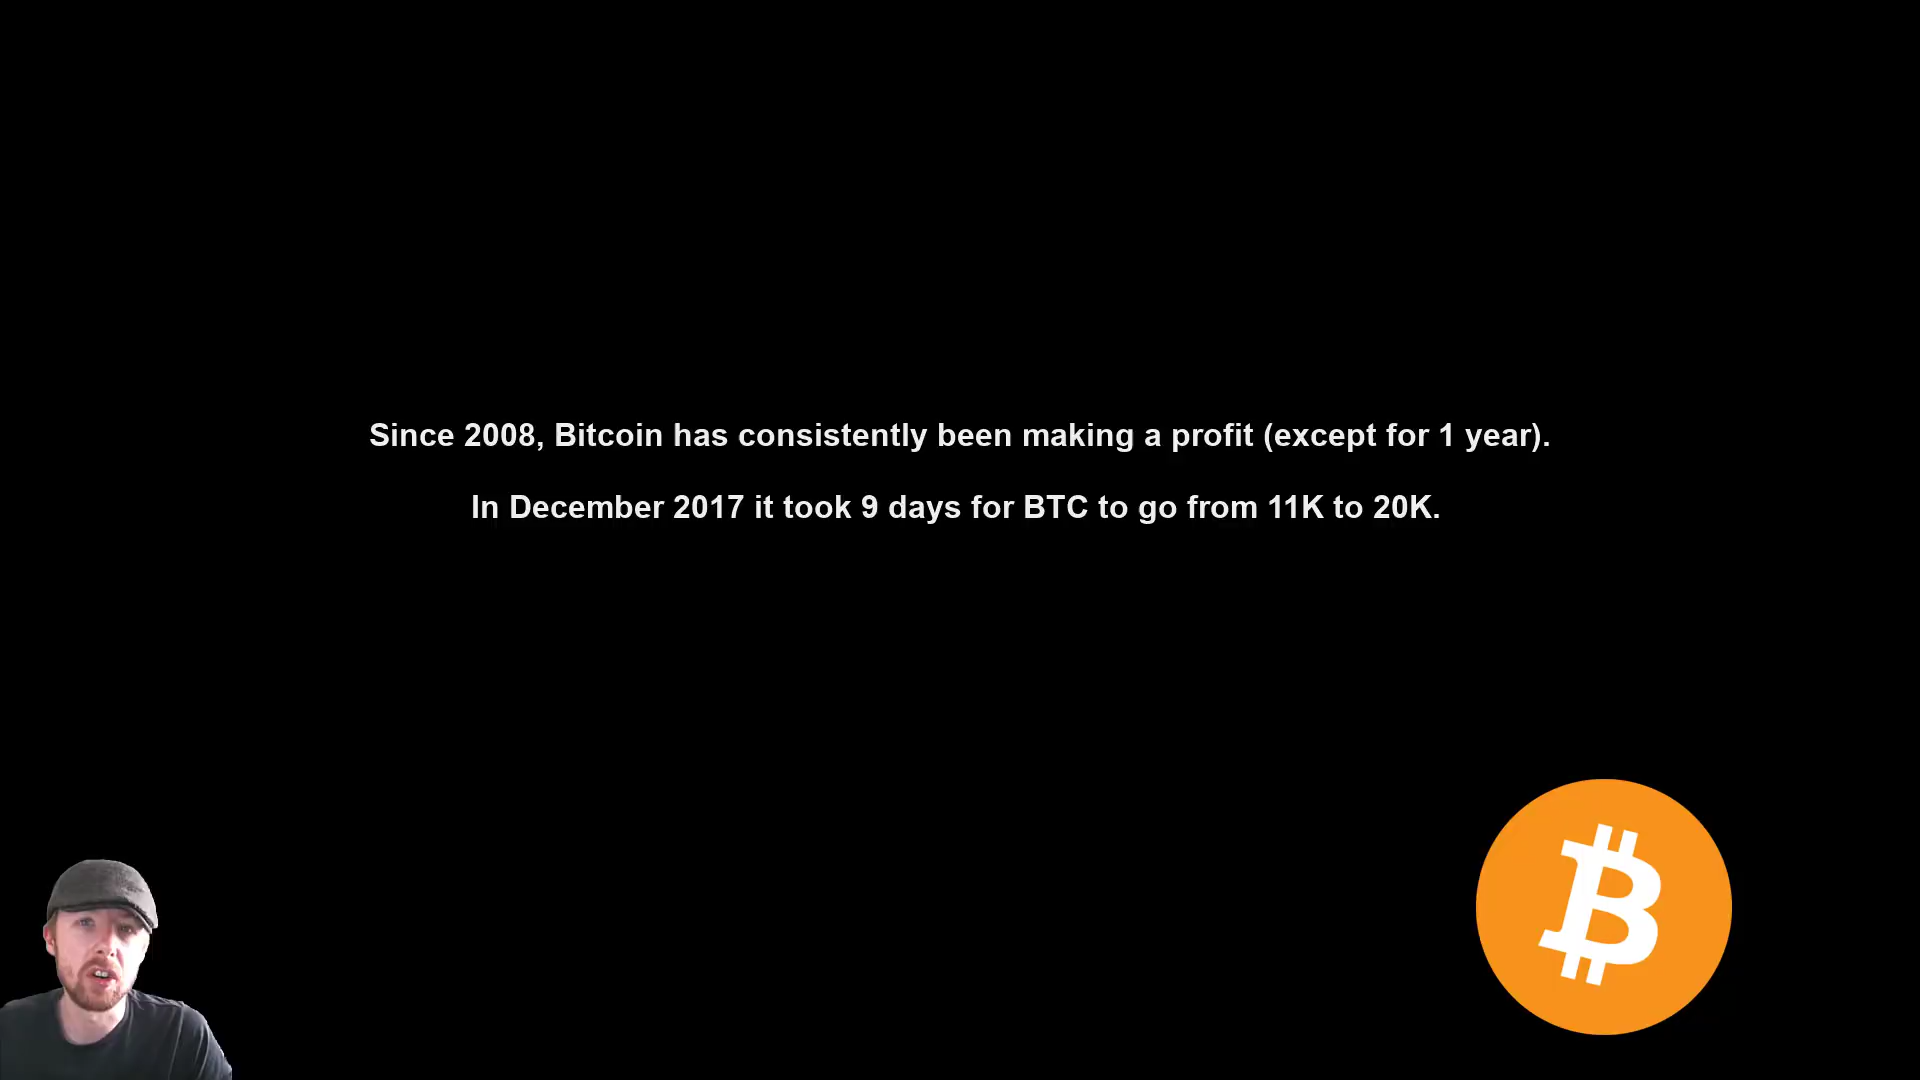 Since 2008, Bitcoin has consistently been making a profit (except for 1 year).
In December 2017 it took 9 days for BTC to go from 11K to 20K.